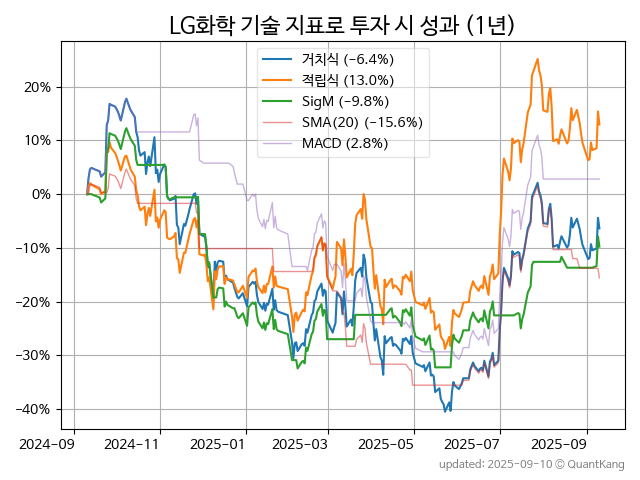 LG화학 기술 지표로 투자 시 성과 (1년)
거치식 (-6.4%)
적립식 (13.0%)
SigM (-9.8%)
SMA(20) (-15.6%)
MACD (2.8%)
20%
10%
0%
-10%
-20%
-30%
-40%
2024-09 2024-11 2025-01 2025-03 2025-05 2025-07 2025-09
updated: 2025-09-10 © QuantKang